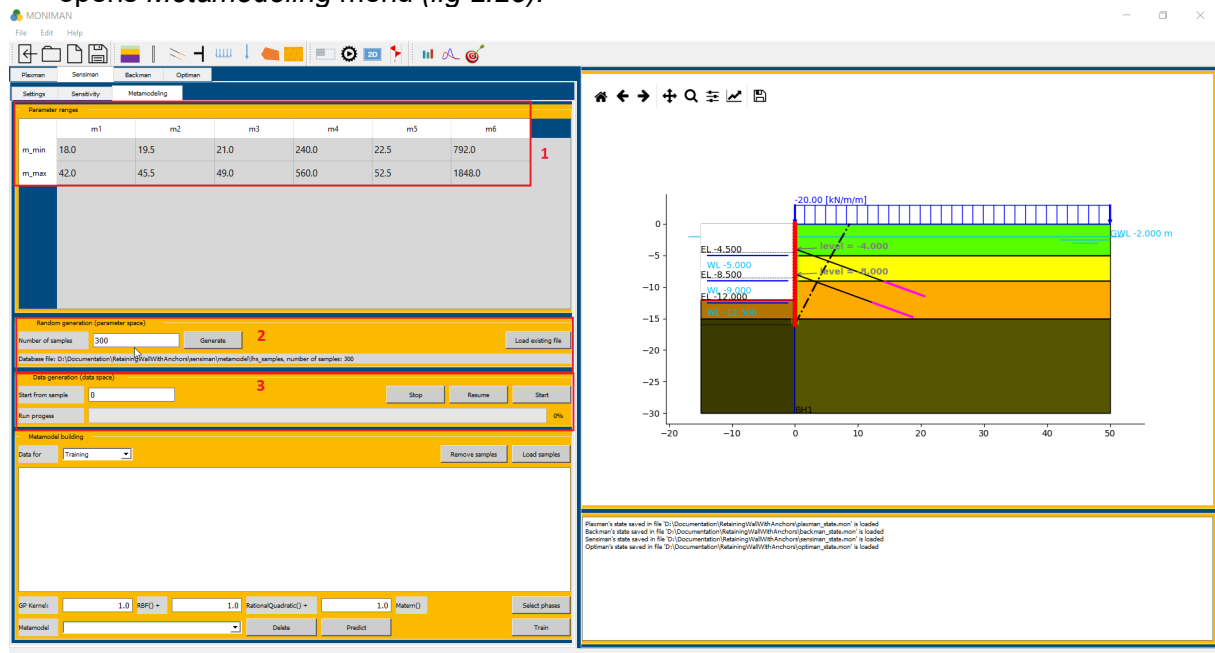 opens Metamodeling menu (fig 2.20).
MONIMAN
File Edit Help
2D
Plaxman Sensiman Backman Optiman
Settings Sensitivity Metamodeling
Parameter ranges
m1 m2 m3 m4 m5 m6
m_min 18.0 19.5 21.0 240.0 22.5 792.0
m_max 42.0 45.5 49.0 560.0 52.5 1848.0
1
Random generation (parameter space)
Number of samples 300 Generate 2 Load existing file
Database file: D:\Documentation\RetainingWallWithAnchors\sensiman\metamodel\lhs_samples, number of samples: 300
Data generation (data space)
3
Start from sample 0 Stop Resume Start
Run progess 0%
Metamodel building
Data for Training Remove samples Load samples
GP Kernel: 1.0 RBF() + 1.0 RationalQuadratic() + 1.0 Matern() Select phases
Metamodel Delete Predict Train
-20.00 [kN/m/m]
GWL -2.000 m
EL -4.500
level = -4.000
WL -5.000
EL -8.500
level = -8.000
WL -9.000
EL -12.000
WL -12.500
BH1
0
−5
−10
−15
−20
−25
−30
−20 −10 0 10 20 30 40 50
Plaxman's state saved in file 'D:\Documentation\RetainingWallWithAnchors\plaxman_state.mon' is loaded
Backman's state saved in file 'D:\Documentation\RetainingWallWithAnchors\backman_state.mon' is loaded
Sensiman's state saved in file 'D:\Documentation\RetainingWallWithAnchors\sensiman_state.mon' is loaded
Optiman's state saved in file 'D:\Documentation\RetainingWallWithAnchors\optiman_state.mon' is loaded